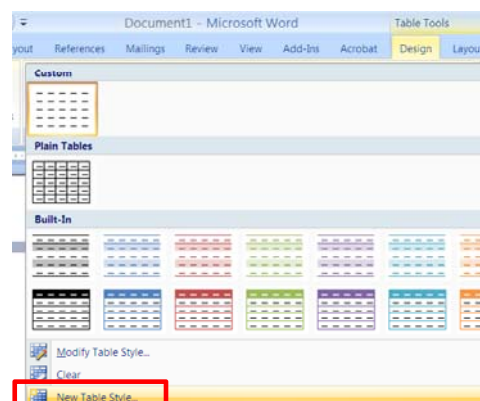 Document1 - Microsoft Word Table Tools
yout References Mailings Review View Add-Ins Acrobat Design Layou
Custom
Plain Tables
Built-In
Modify Table Style...
Clear
New Table Style...